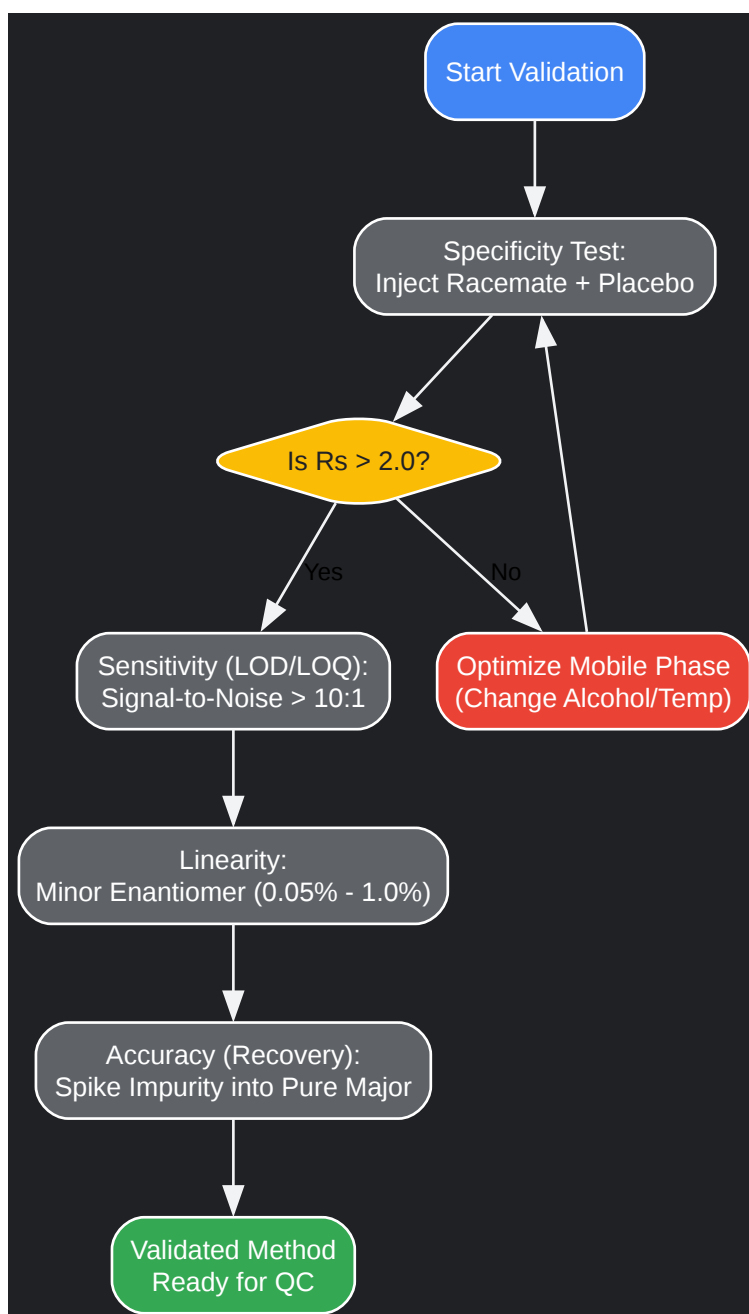 Start Validation
Specificity Test:
Inject Racemate + Placebo
Is Rs > 2.0?
Yes
No
Sensitivity (LOD/LOQ):
Signal-to-Noise > 10:1
Optimize Mobile Phase
(Change Alcohol/Temp)
Linearity:
Minor Enantiomer (0.05% - 1.0%)
Accuracy (Recovery):
Spike Impurity into Pure Major
Validated Method
Ready for QC